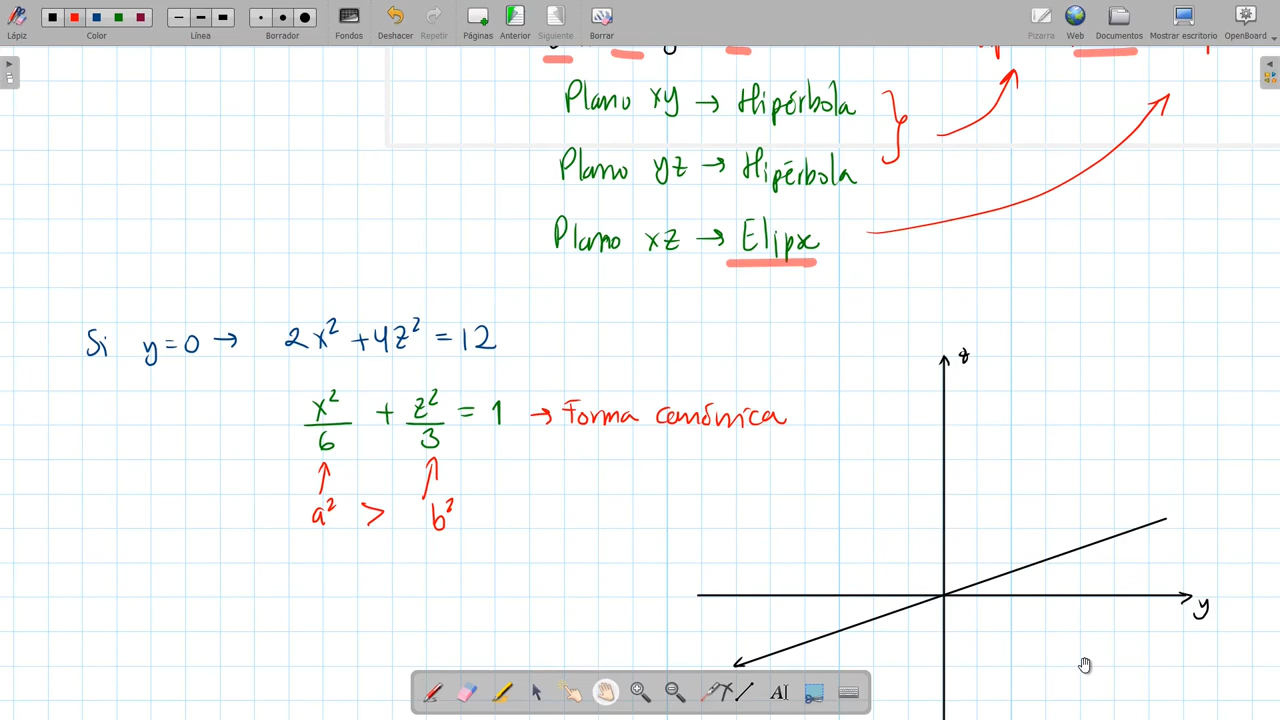 Lápiz Color Línea Borrador Fondos Deshacer Repetir Páginas Anterior Siguiente Borrar Pizarra Web Documentos Mostrar escritorio OpenBoard
Plano xy → Hipérbola
Plano yz → Hipérbola
Plano xz → Elipse
Si y=0 → 2x² + 4z² = 12
x²/6 + z²/3 = 1 → Forma canónica
a² > b²
z
y